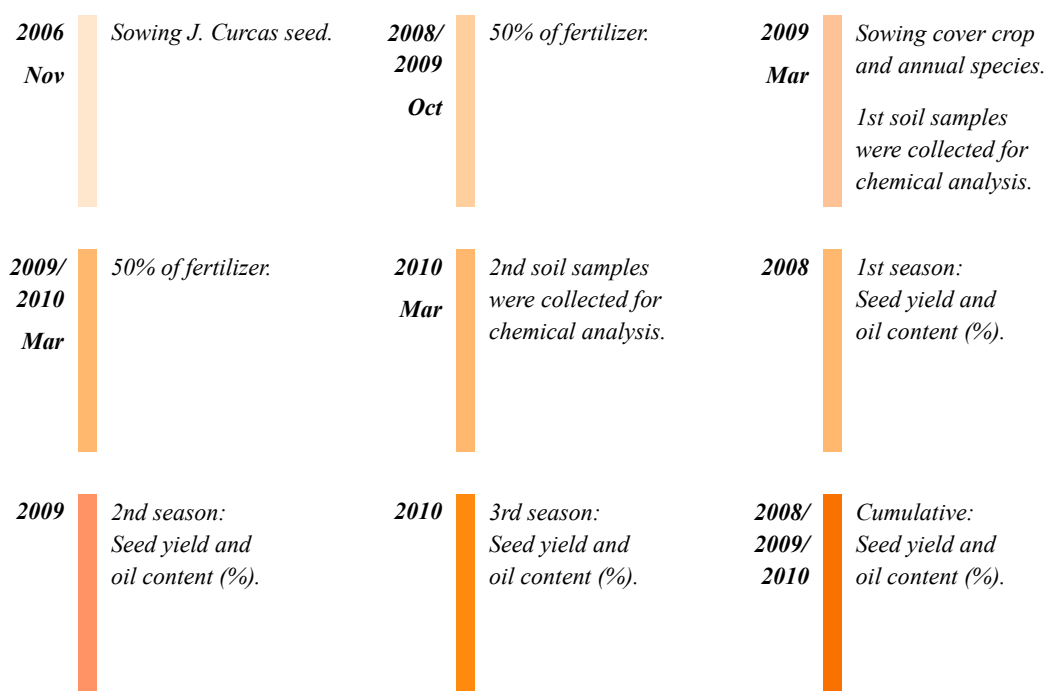 2006
Nov
Sowing J. Curcas seed.
2008/
2009
Oct
50% of fertilizer.
2009
Mar
Sowing cover crop
and annual species.
1st soil samples
were collected for
chemical analysis.
2009/
2010
Mar
50% of fertilizer.
2010
Mar
2nd soil samples
were collected for
chemical analysis.
2008
1st season:
Seed yield and
oil content (%).
2009
2nd season:
Seed yield and
oil content (%).
2010
3rd season:
Seed yield and
oil content (%).
2008/
2009/
2010
Cumulative:
Seed yield and
oil content (%).